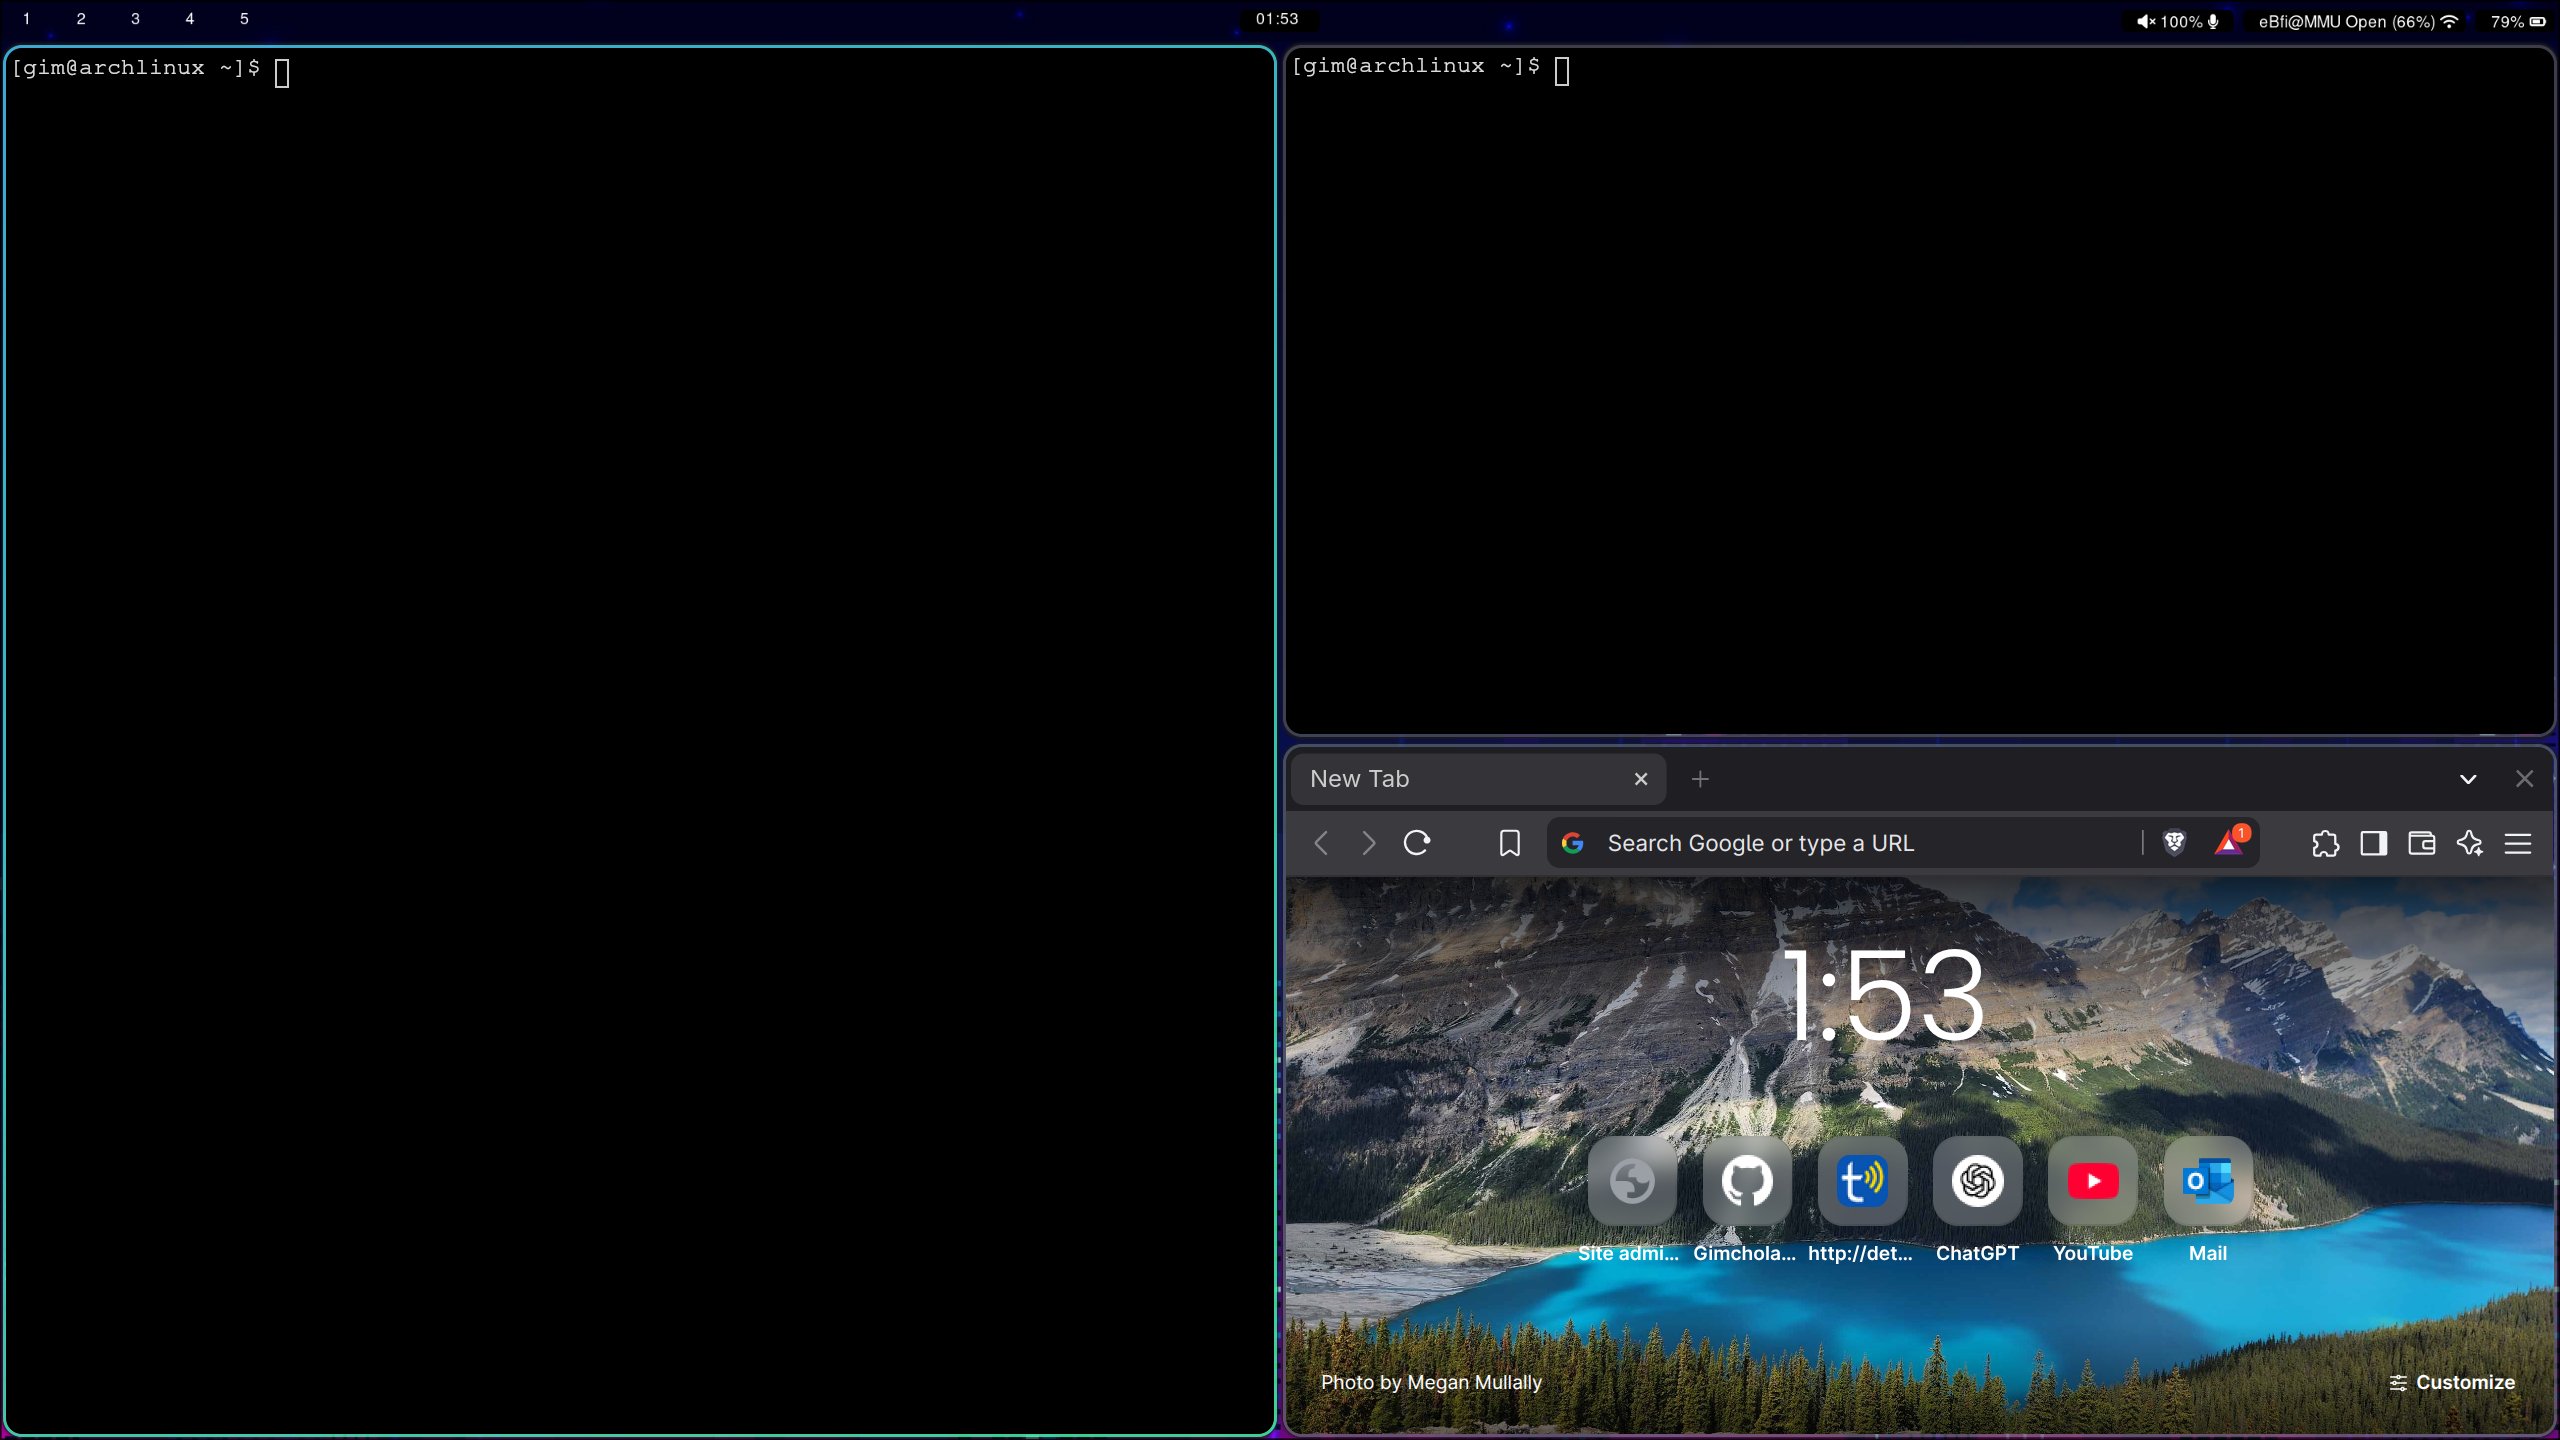 1 2 3 4 5
01:53
100%
eBfi@MMU Open (66%)
79%
[gim@archlinux ~]$
[gim@archlinux ~]$
New Tab
Search Google or type a URL
1
1:53
Site admi... Gimchola... http://det... ChatGPT YouTube Mail
Photo by Megan Mullally
Customize